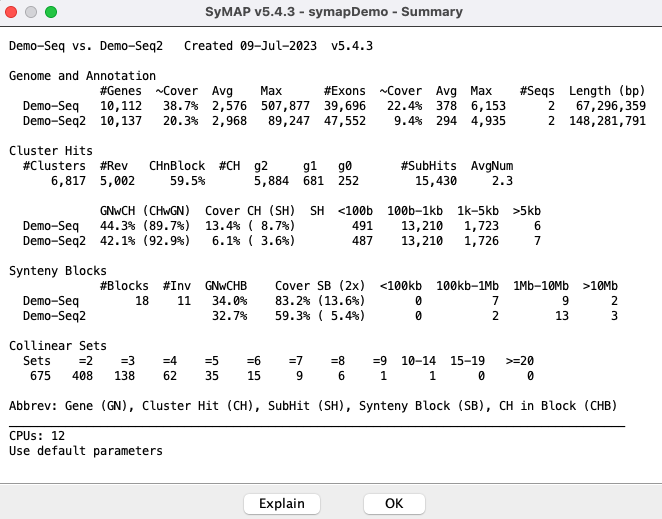 SyMAP v5.4.3 - symapDemo - Summary
Demo-Seq vs. Demo-Seq2   Created 09-Jul-2023  v5.4.3
Genome and Annotation
#Genes  ~Cover  Avg    Max      #Exons  ~Cover  Avg  Max    #Seqs  Length (bp)
Demo-Seq   10,112  38.7%  2,576  507,877  39,696  22.4%  378  6,153  2   67,296,359
Demo-Seq2  10,137  20.3%  2,968   89,247  47,552   9.4%  294  4,935  2  148,281,791
Cluster Hits
#Clusters  #Rev   CHnBlock  #CH  g2     g1   g0      #SubHits  AvgNum
6,817  5,002     59.5%       5,884  681  252       15,430     2.3
GNwCH (CHwGN)  Cover CH (SH)  SH  <100b  100b-1kb  1k-5kb  >5kb
Demo-Seq   44.3% (89.7%)  13.4% ( 8.7%)   491    13,210   1,723     6
Demo-Seq2  42.1% (92.9%)   6.1% ( 3.6%)   487    13,210   1,726     7
Synteny Blocks
#Blocks  #Inv  GNwCHB    Cover SB (2x)  <100kb  100kb-1Mb  1Mb-10Mb  >10Mb
Demo-Seq   18    11   34.0%    83.2% (13.6%)       0          7         9      2
Demo-Seq2             32.7%    59.3% ( 5.4%)       0          2        13      3
Collinear Sets
Sets   =2   =3   =4   =5   =6   =7   =8   =9  10-14  15-19  >=20
675  408  138   62   35   15    9    6    1      1      0     0
Abbrev: Gene (GN), Cluster Hit (CH), SubHit (SH), Synteny Block (SB), CH in Block (CHB)
CPUs: 12
Use default parameters
Explain
OK